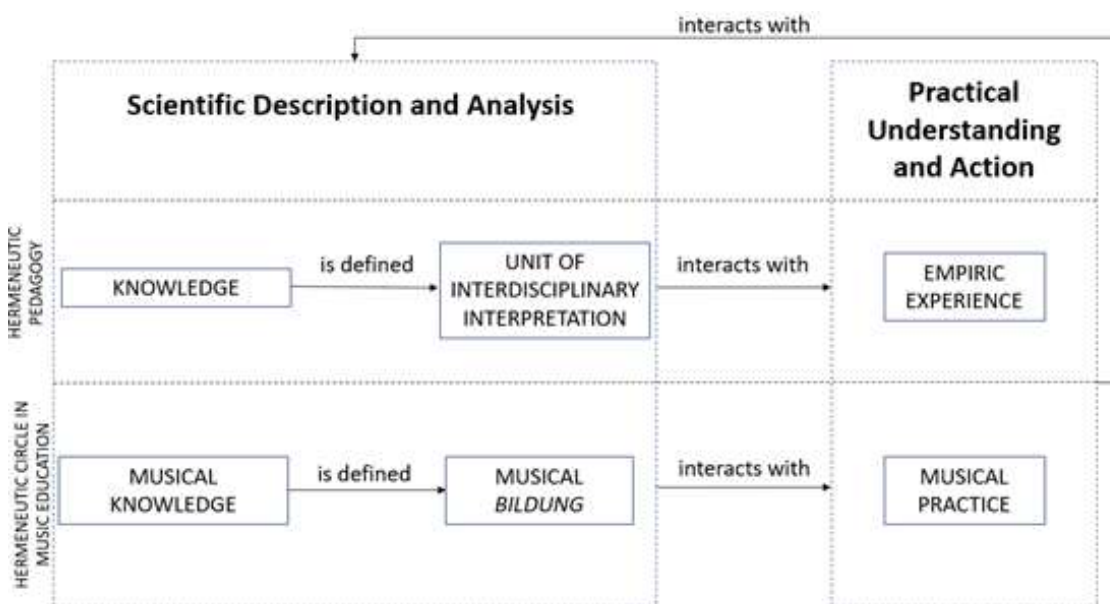 interacts with
Scientific Description and Analysis
Practical
Understanding
and Action
HERMENEUTIC
PEDAGOGY
KNOWLEDGE
is defined
UNIT OF
INTERDISCIPLINARY
INTERPRETATION
interacts with
EMPIRIC
EXPERIENCE
HERMENEUTIC CIRCLE IN
MUSIC EDUCATION
MUSICAL
KNOWLEDGE
is defined
MUSICAL
BILDUNG
interacts with
MUSICAL
PRACTICE